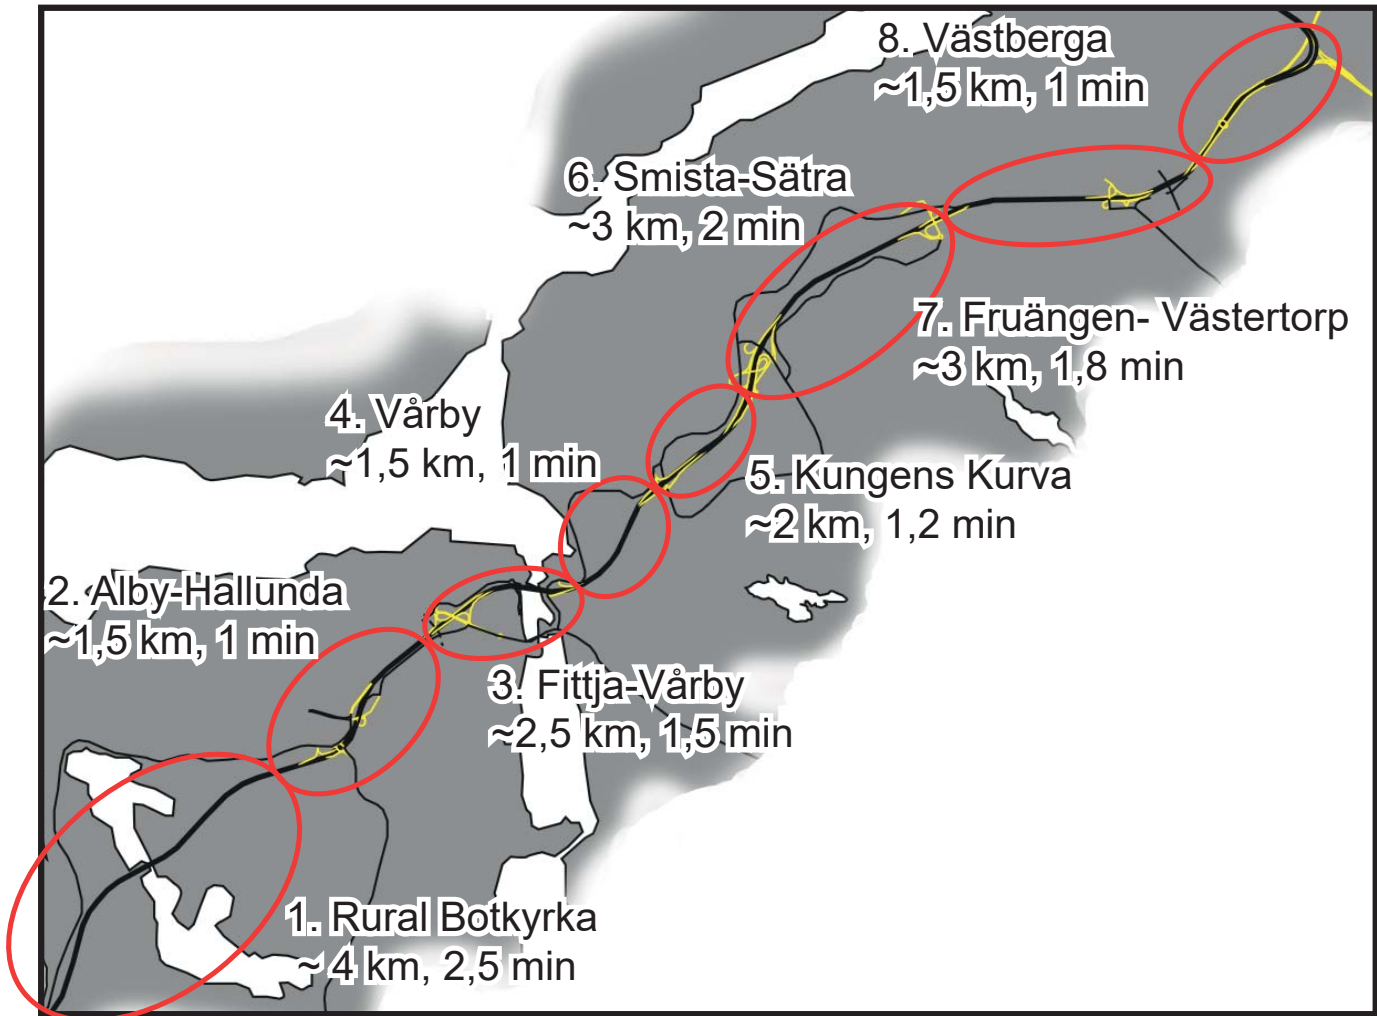 8. Västberga
~1,5 km, 1 min
6. Smista-Sätra
~3 km, 2 min
7. Fruängen- Västertorp
~3 km, 1,8 min
4. Vårby
~1,5 km, 1 min
5. Kungens Kurva
~2 km, 1,2 min
2. Alby-Hallunda
~1,5 km, 1 min
3. Fittja-Vårby
~2,5 km, 1,5 min
1. Rural Botkyrka
~ 4 km, 2,5 min